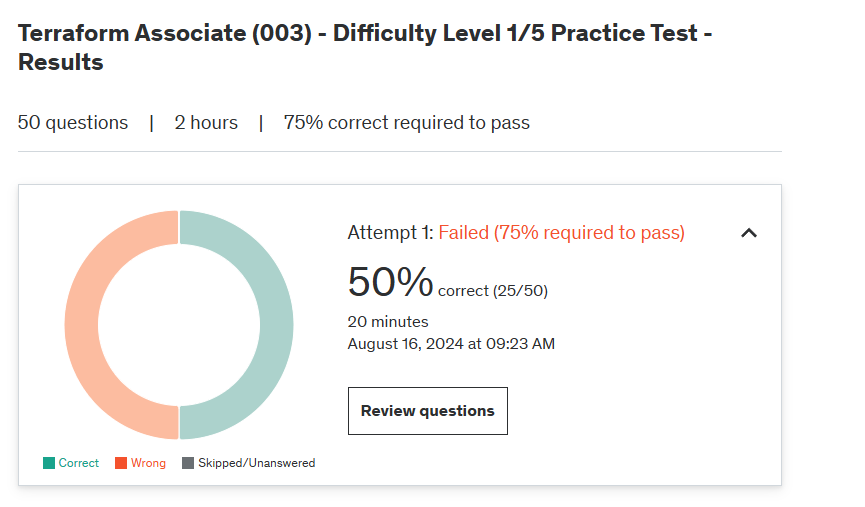 Terraform Associate (003) - Difficulty Level 1/5 Practice Test -
Results
50 questions | 2 hours | 75% correct required to pass
Attempt 1: Failed (75% required to pass)
50% correct (25/50)
20 minutes
August 16, 2024 at 09:23 AM
Review questions
Correct Wrong Skipped/Unanswered